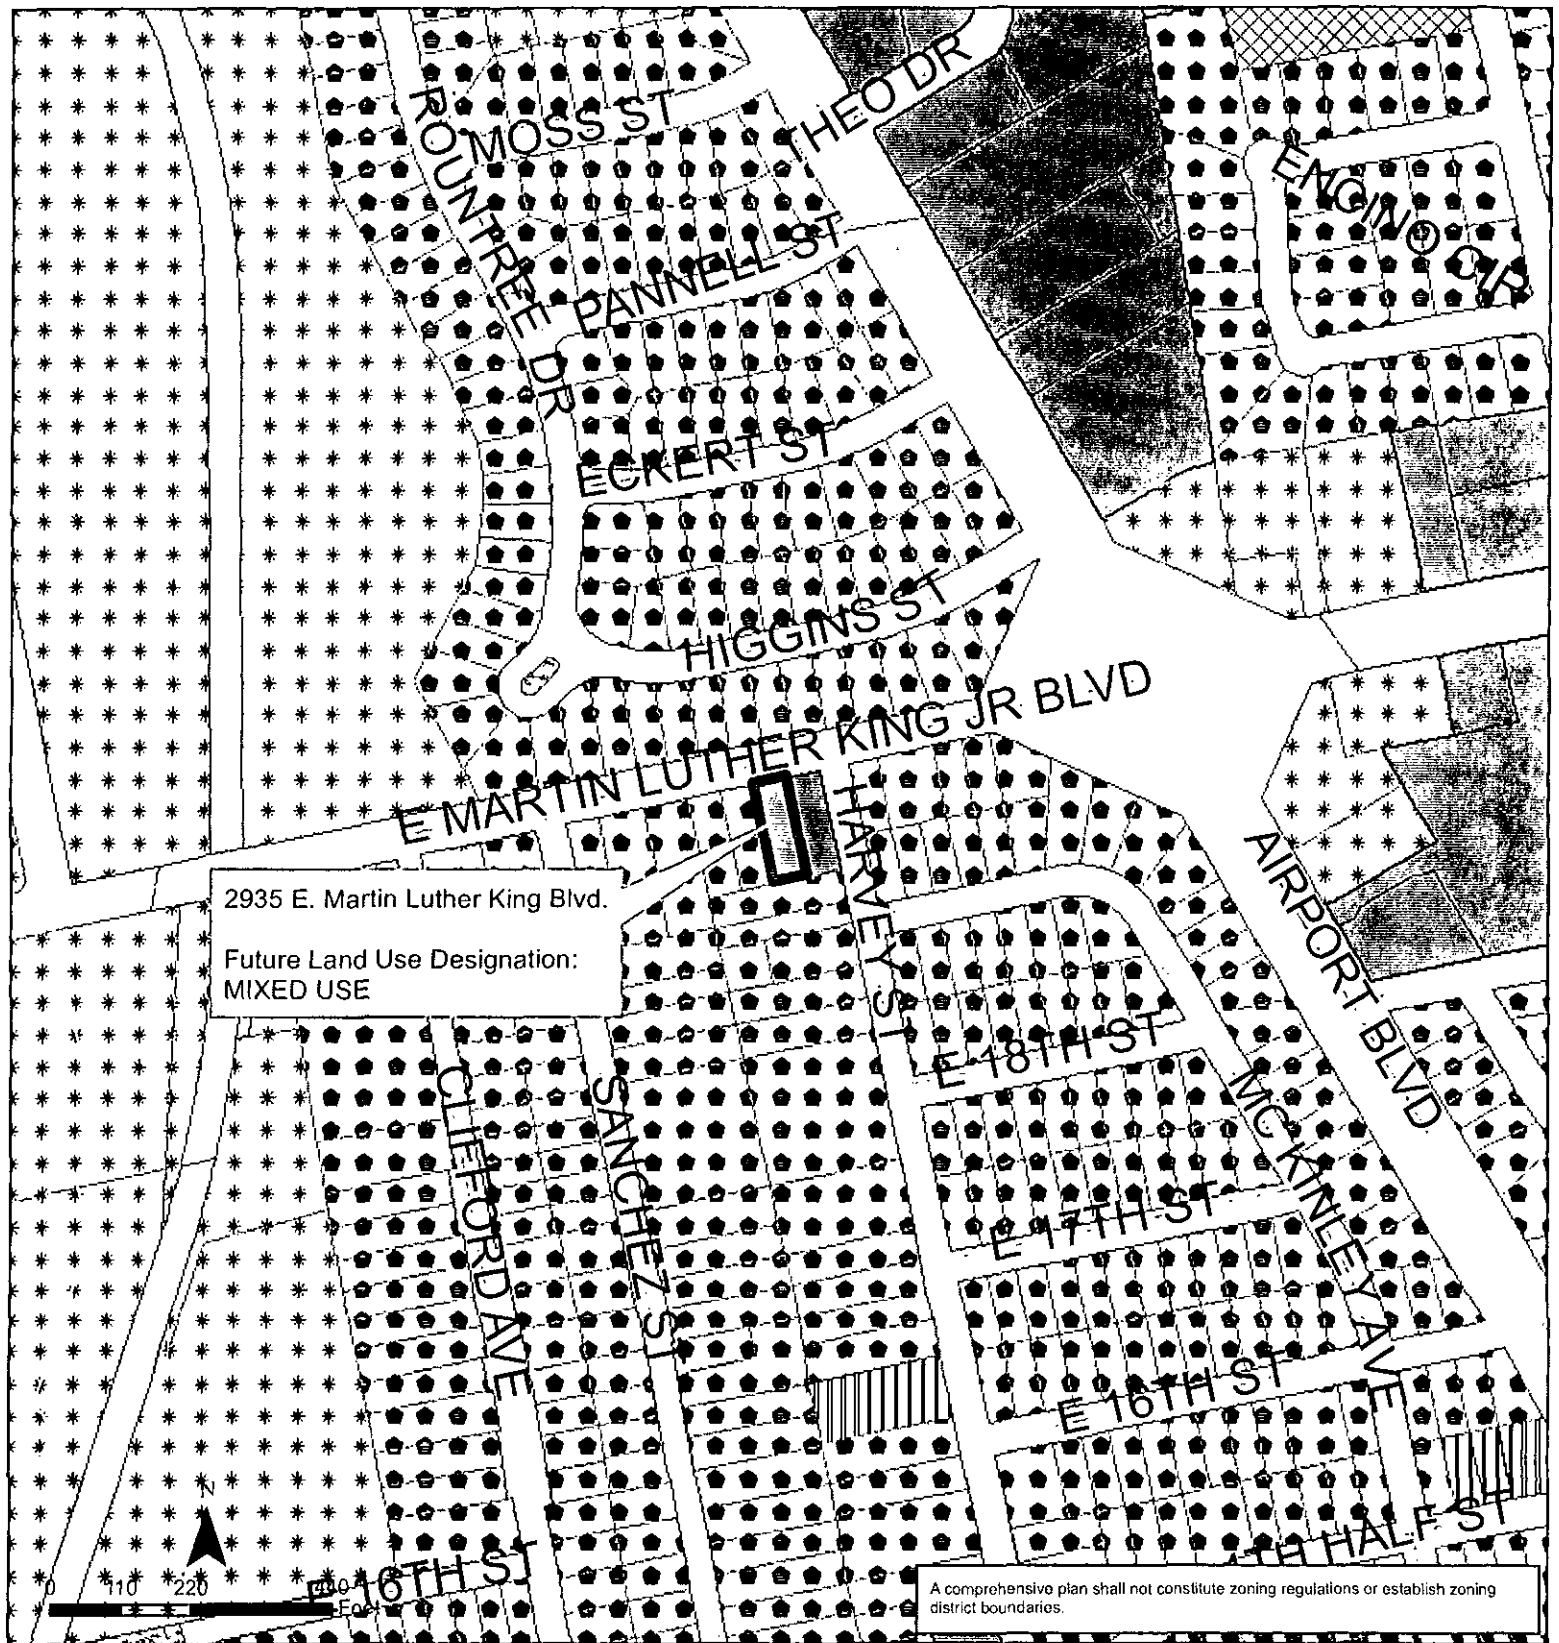 THEO DR
MOSS ST
ROUNTREE DR
ENCINO CIR
PANNELL ST
ECKERT ST
HIGGINS ST
E MARTIN LUTHER KING JR BLVD
HARVEY ST
AIRPORT BLVD
2935 E. Martin Luther King Blvd.
Future Land Use Designation:
MIXED USE
E 18TH ST
CLIFFORD AVE
SANCHEZ ST
MC KINLEY AVE
E 17TH ST
E 16TH ST
N
TH HALF ST
E 16TH ST
0 110 220 440
Feet
A comprehensive plan shall not constitute zoning regulations or establish zoning
district boundaries.